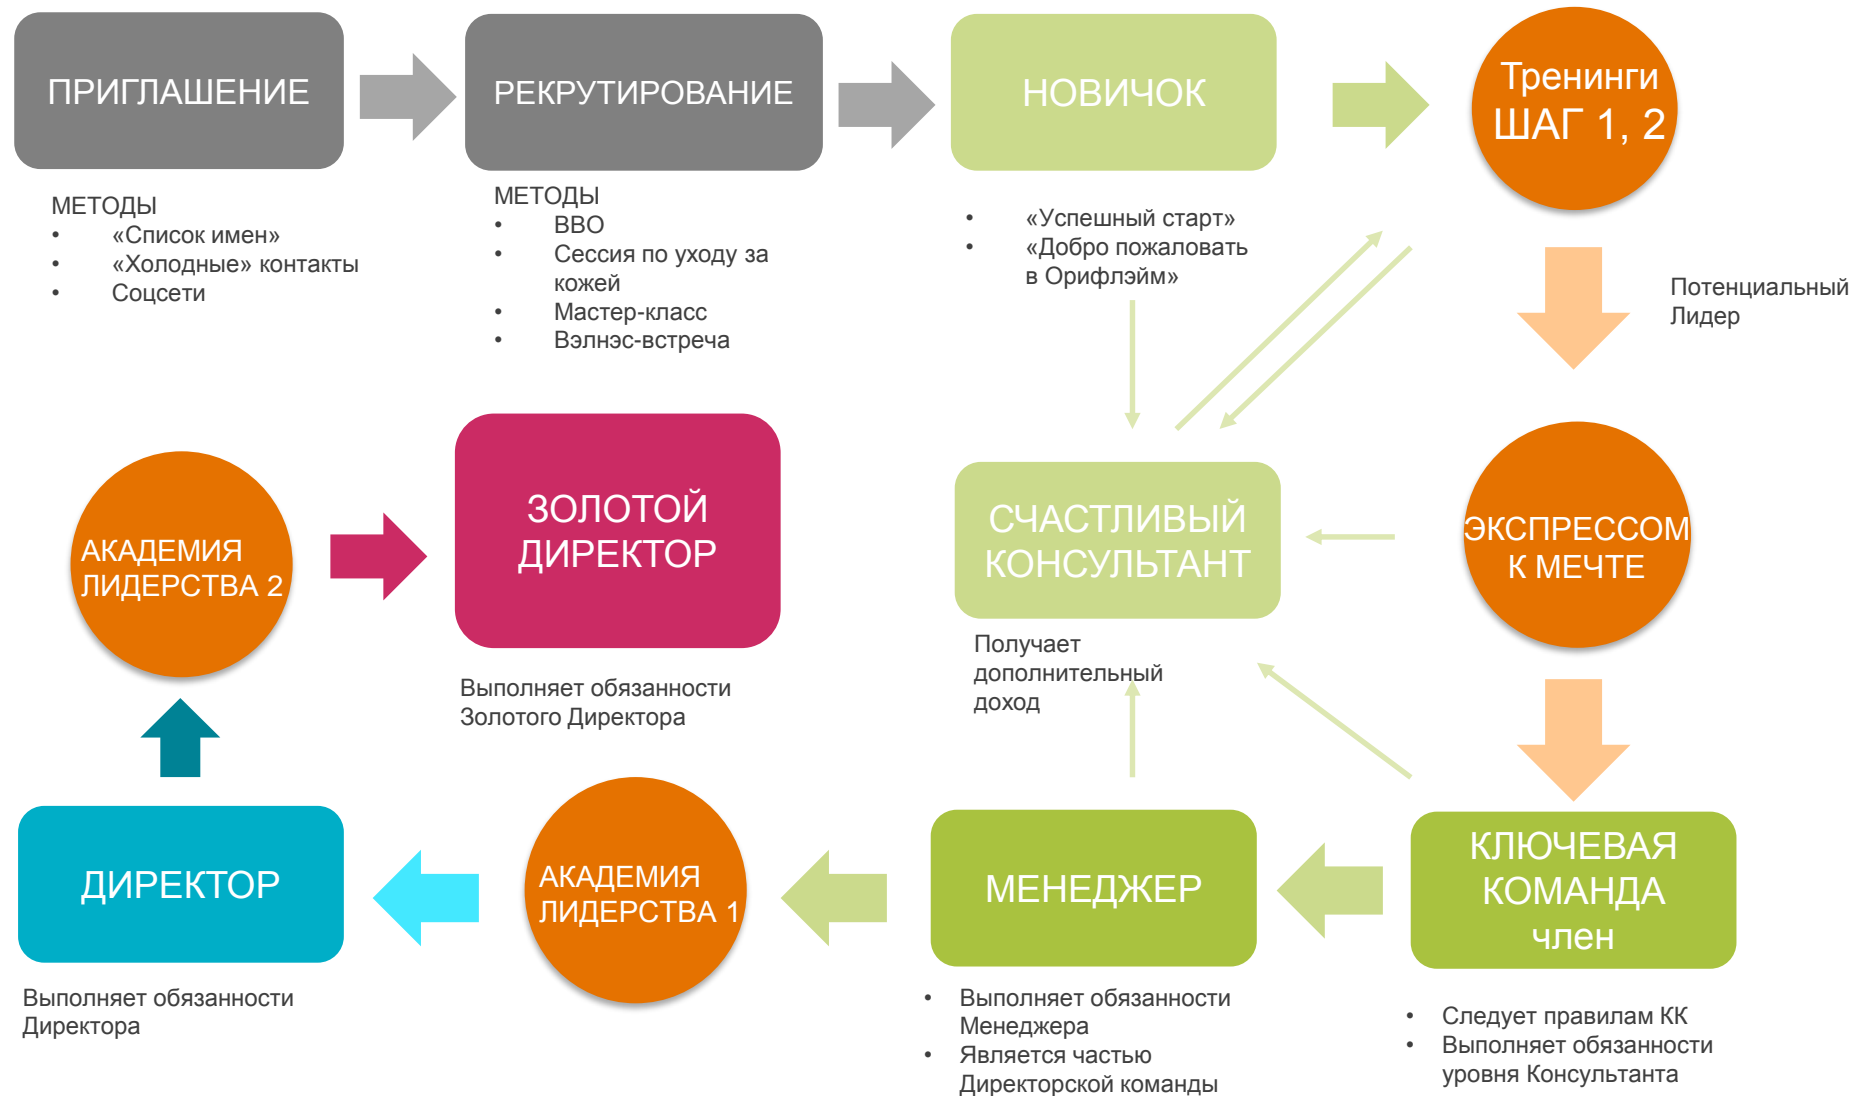 ПРИГЛАШЕНИЕ
РЕКРУТИРОВАНИЕ
НОВИЧОК
Тренинги
ШАГ 1, 2
МЕТОДЫ
• «Список имен»
• «Холодные» контакты
• Соцсети
МЕТОДЫ
• ВВО
• Сессия по уходу за
кожей
• Мастер-класс
• Вэлнэс-встреча
• «Успешный старт»
• «Добро пожаловать
в Орифлэйм»
Потенциальный
Лидер
АКАДЕМИЯ
ЛИДЕРСТВА 2
ЗОЛОТОЙ
ДИРЕКТОР
Выполняет обязанности
Золотого Директора
СЧАСТЛИВЫЙ
КОНСУЛЬТАНТ
Получает
дополнительный
доход
ЭКСПРЕССОМ
К МЕЧТЕ
ДИРЕКТОР
Выполняет обязанности
Директора
АКАДЕМИЯ
ЛИДЕРСТВА 1
МЕНЕДЖЕР
• Выполняет обязанности
Менеджера
• Является частью
Директорской команды
КЛЮЧЕВАЯ
КОМАНДА
член
• Следует правилам КК
• Выполняет обязанности
уровня Консультанта